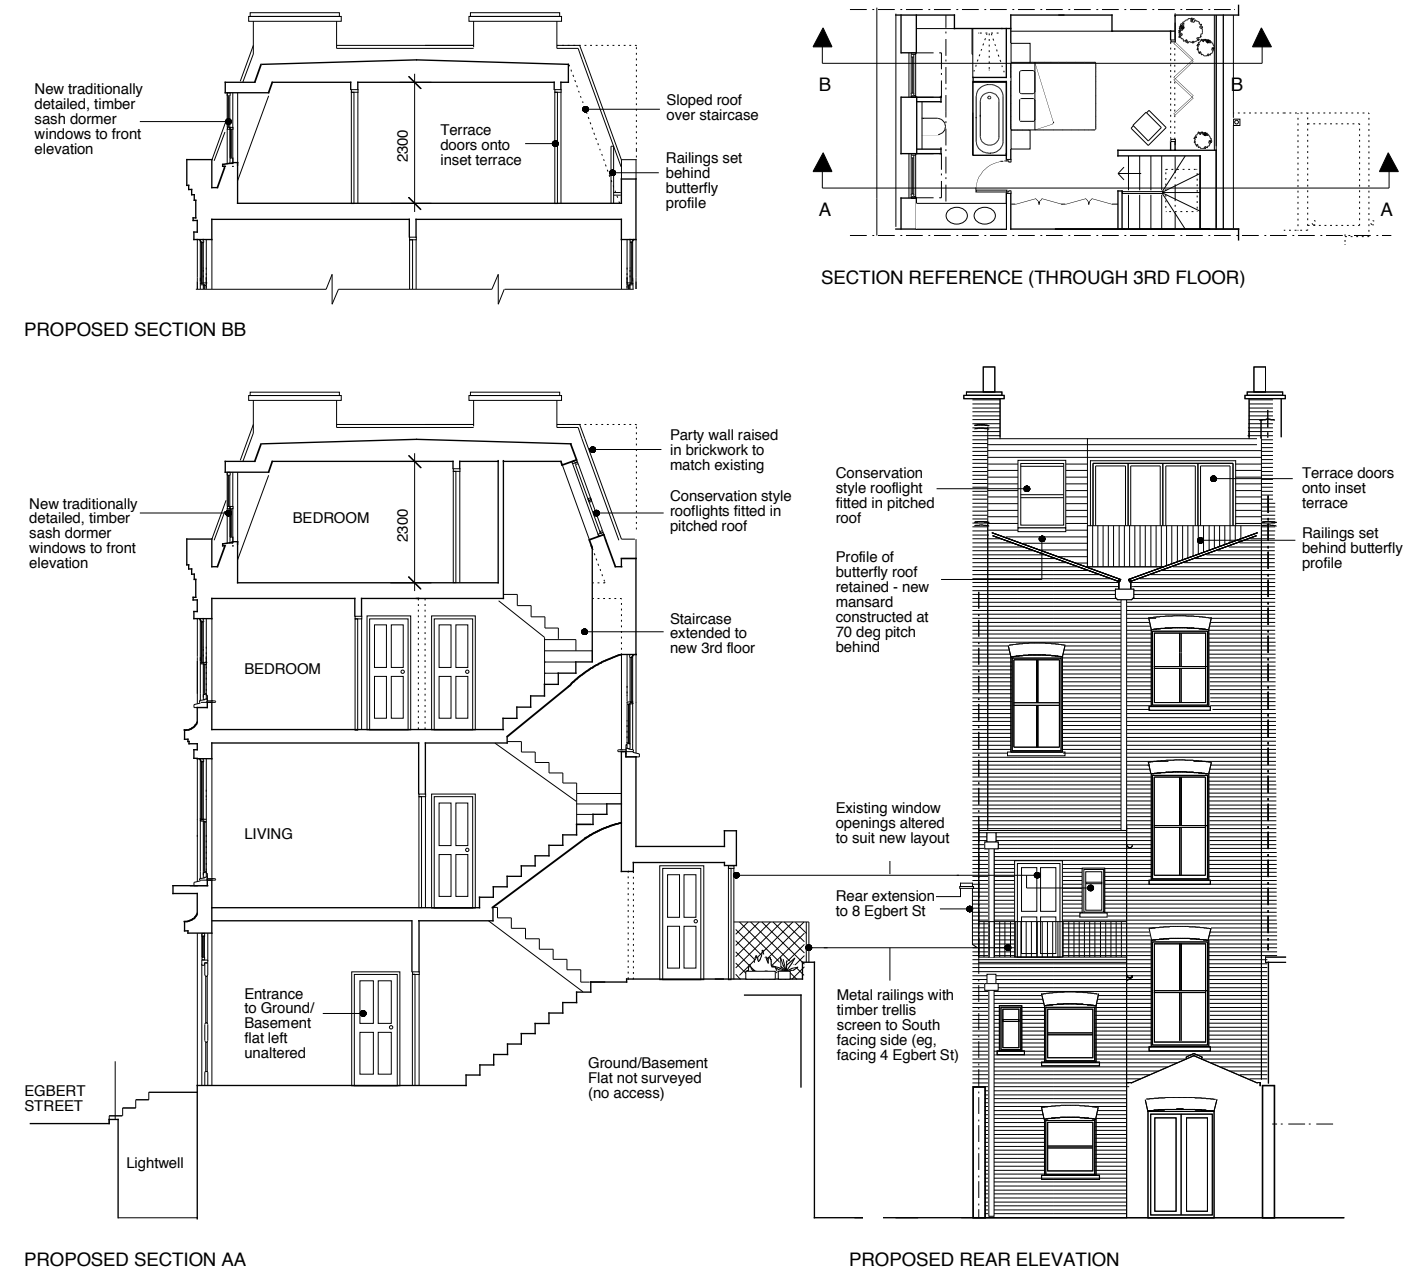 New traditionally
detailed, timber
sash dormer
windows to front
elevation
2300
Terrace
doors onto
inset terrace
Sloped roof
over staircase
Railings set
behind
butterfly
profile
PROPOSED SECTION BB
B
B
A
A
SECTION REFERENCE (THROUGH 3RD FLOOR)
New traditionally
detailed, timber
sash dormer
windows to front
elevation
BEDROOM
2300
Party wall raised
in brickwork to
match existing
Conservation style
rooflights fitted in
pitched roof
Staircase
extended to
new 3rd floor
BEDROOM
LIVING
Entrance
to Ground/
Basement
flat left
unaltered
Ground/Basement
Flat not surveyed
(no access)
EGBERT
STREET
Lightwell
PROPOSED SECTION AA
Conservation
style rooflight
fitted in pitched
roof
Profile of
butterfly roof
retained - new
mansard
constructed at
70 deg pitch
behind
Existing window
openings altered
to suit new layout
Rear extension
to 8 Egbert St
Metal railings with
timber trellis
screen to South
facing side (eg,
facing 4 Egbert St)
Terrace doors
onto inset
terrace
Railings set
behind butterfly
profile
PROPOSED REAR ELEVATION